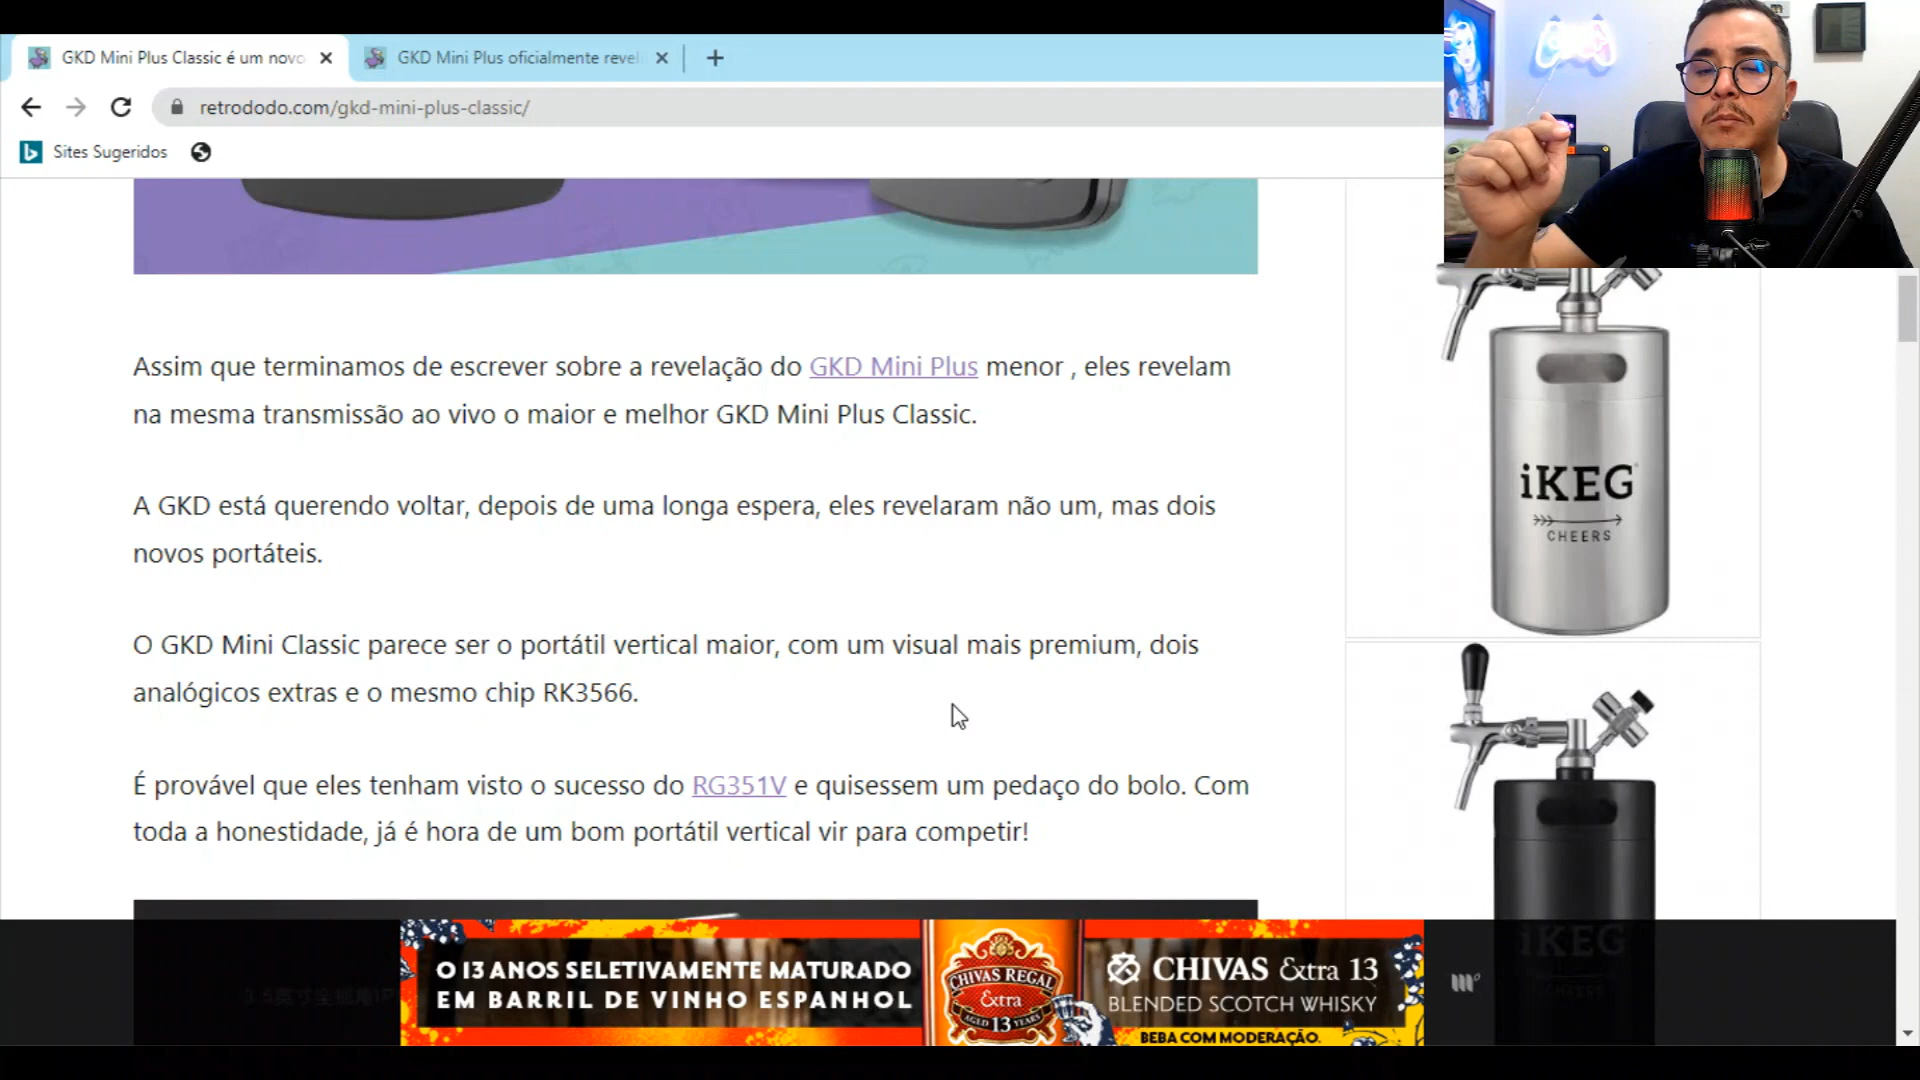 GKD Mini Plus Classic é um novo
GKD Mini Plus oficialmente revel
retrododo.com/gkd-mini-plus-classic/
Sites Sugeridos
Assim que terminamos de escrever sobre a revelação do GKD Mini Plus menor , eles revelam
na mesma transmissão ao vivo o maior e melhor GKD Mini Plus Classic.
A GKD está querendo voltar, depois de uma longa espera, eles revelaram não um, mas dois
novos portáteis.
O GKD Mini Classic parece ser o portátil vertical maior, com um visual mais premium, dois
analógicos extras e o mesmo chip RK3566.
É provável que eles tenham visto o sucesso do RG351V e quisessem um pedaço do bolo. Com
toda a honestidade, já é hora de um bom portátil vertical vir para competir!
iKEG
CHEERS
iKEG
O 13 ANOS SELETIVAMENTE MATURADO
EM BARRIL DE VINHO ESPANHOL
CHIVAS REGAL
Extra
AGED 13 YEARS
CHIVAS Extra 13
BLENDED SCOTCH WHISKY
BEBA COM MODERAÇÃO.